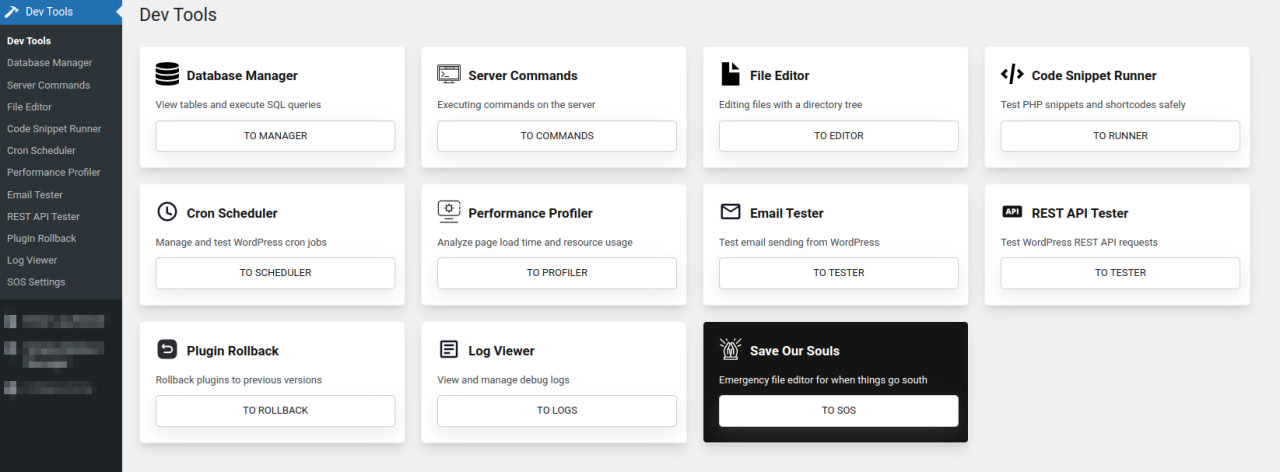 Dev Tools
Dev Tools
Database Manager
Server Commands
File Editor
Code Snippet Runner
Cron Scheduler
Performance Profiler
Email Tester
REST API Tester
Plugin Rollback
Log Viewer
SOS Settings
Dev Tools
Database Manager
View tables and execute SQL queries
TO MANAGER
Server Commands
Executing commands on the server
TO COMMANDS
File Editor
Editing files with a directory tree
TO EDITOR
Code Snippet Runner
Test PHP snippets and shortcodes safely
TO RUNNER
Cron Scheduler
Manage and test WordPress cron jobs
TO SCHEDULER
Performance Profiler
Analyze page load time and resource usage
TO PROFILER
Email Tester
Test email sending from WordPress
TO TESTER
API
REST API Tester
Test WordPress REST API requests
TO TESTER
Plugin Rollback
Rollback plugins to previous versions
TO ROLLBACK
Log Viewer
View and manage debug logs
TO LOGS
Save Our Souls
Emergency file editor for when things go south
TO SOS